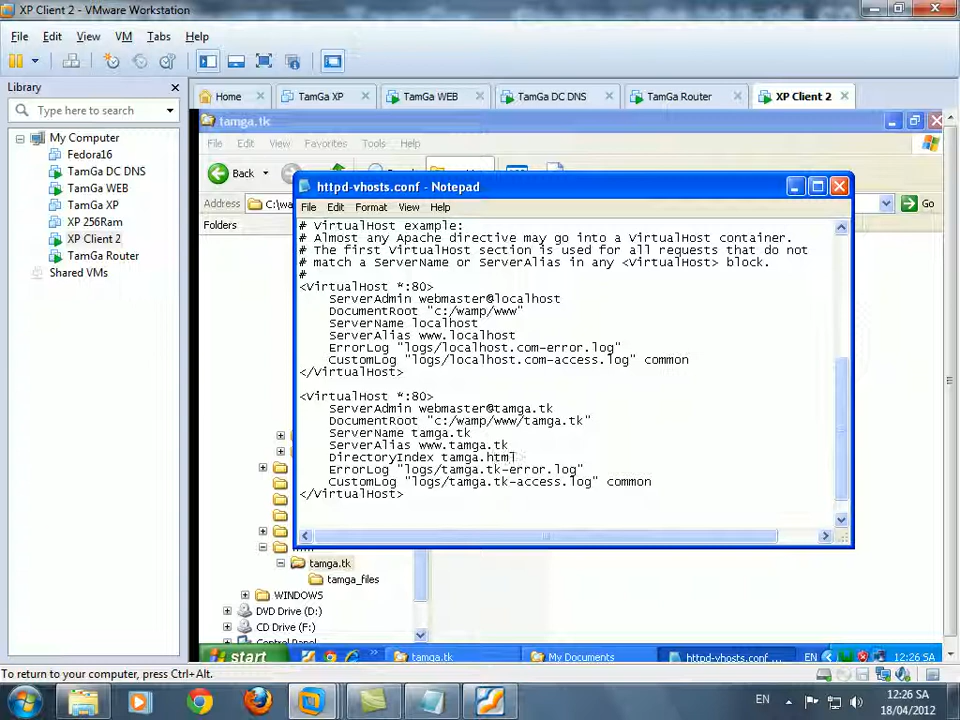 XP Client 2 - VMware Workstation
File Edit View VM Tabs Help
Library
Type here to search
My Computer
Fedora16
TamGa DC DNS
TamGa WEB
TamGa XP
XP 256Ram
XP Client 2
TamGa Router
Shared VMs
Home TamGa XP TamGa WEB TamGa DC DNS TamGa Router XP Client 2
tamga.tk
File Edit View Favorites Tools Help
Back
Address Go
Folders
httpd-vhosts.conf - Notepad
File Edit Format View Help
# VirtualHost example:
# Almost any Apache directive may go into a VirtualHost container.
# The first VirtualHost section is used for all requests that do not
# match a ServerName or ServerAlias in any <VirtualHost> block.
#
<VirtualHost *:80>
ServerAdmin webmaster@localhost
DocumentRoot "c:/wamp/www"
ServerName localhost
ServerAlias www.localhost
ErrorLog "logs/localhost.com-error.log"
CustomLog "logs/localhost.com-access.log" common
</VirtualHost>
<VirtualHost *:80>
ServerAdmin webmaster@tamga.tk
DocumentRoot "c:/wamp/www/tamga.tk"
ServerName tamga.tk
ServerAlias www.tamga.tk
DirectoryIndex tamga.html
ErrorLog "logs/tamga.tk-error.log"
CustomLog "logs/tamga.tk-access.log" common
</VirtualHost>
tamga.tk
tamga_files
WINDOWS
DVD Drive (D:)
CD Drive (F:)
Control Panel
start tamga.tk My Documents httpd-vhosts.conf ... EN 12:26 SA
To return to your computer, press Ctrl+Alt.
EN 12:26 SA
18/04/2012